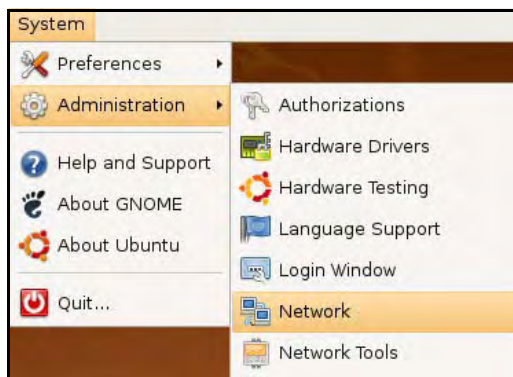 System
Preferences
Administration
Help and Support
About GNOME
About Ubuntu
Quit...
Authorizations
Hardware Drivers
Hardware Testing
Language Support
Login Window
Network
Network Tools